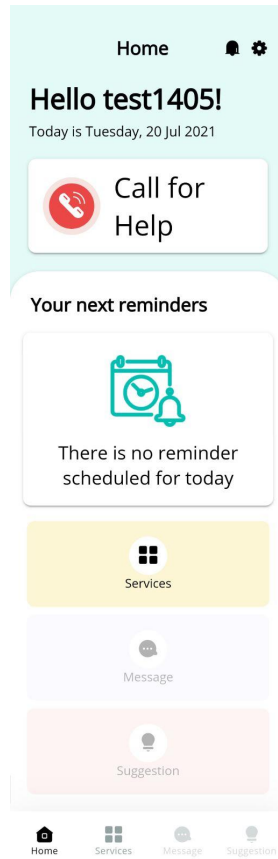 Home
Hello test1405!
Today is Tuesday, 20 Jul 2021
Call for
Help
Your next reminders
There is no reminder
scheduled for today
Services
Message
Suggestion
Home Services Message Suggestion